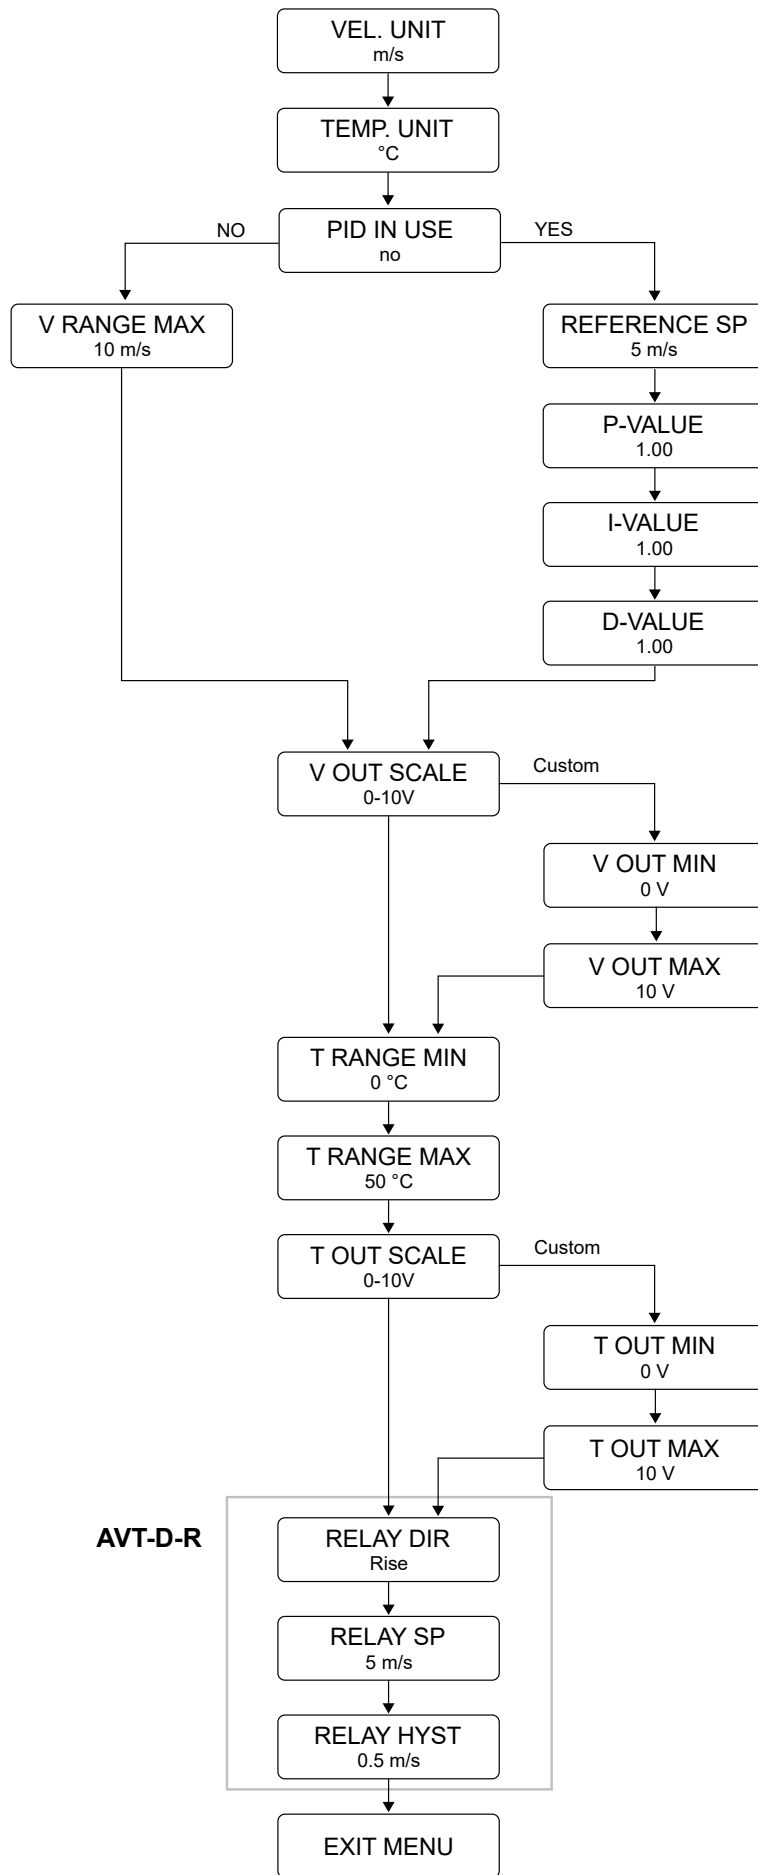 VEL. UNIT
m/s
TEMP. UNIT
°C
NO
PID IN USE
no
YES
V RANGE MAX
10 m/s
REFERENCE SP
5 m/s
P-VALUE
1.00
I-VALUE
1.00
D-VALUE
1.00
V OUT SCALE
0-10V
Custom
V OUT MIN
0 V
V OUT MAX
10 V
T RANGE MIN
0 °C
T RANGE MAX
50 °C
T OUT SCALE
0-10V
Custom
T OUT MIN
0 V
T OUT MAX
10 V
AVT-D-R
RELAY DIR
Rise
RELAY SP
5 m/s
RELAY HYST
0.5 m/s
EXIT MENU